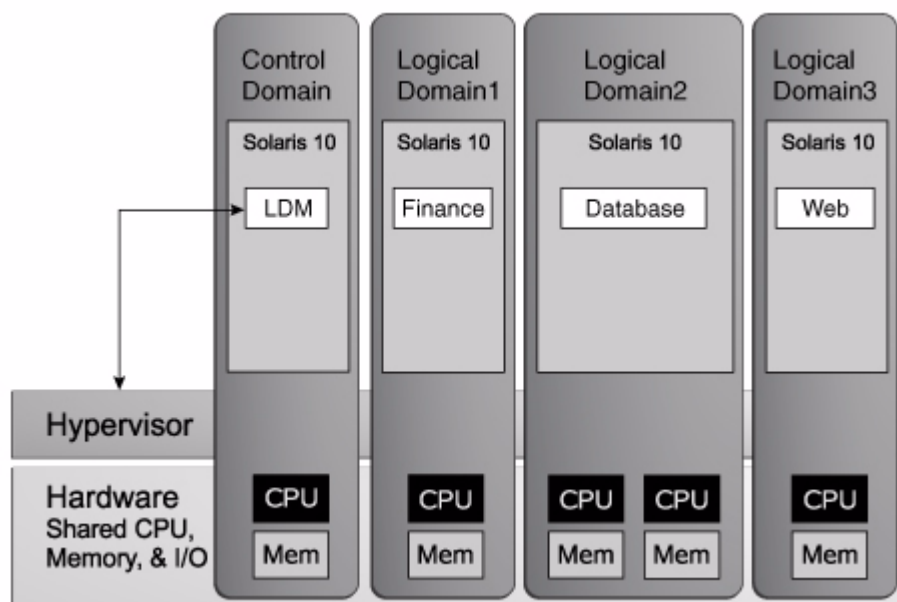 Control
Domain
Solaris 10
LDM
Logical
Domain1
Solaris 10
Finance
Logical
Domain2
Solaris 10
Database
Logical
Domain3
Solaris 10
Web
Hypervisor
Hardware
Shared CPU,
Memory, & I/O
CPU
Mem
CPU
Mem
CPU
CPU
Mem
Mem
CPU
Mem